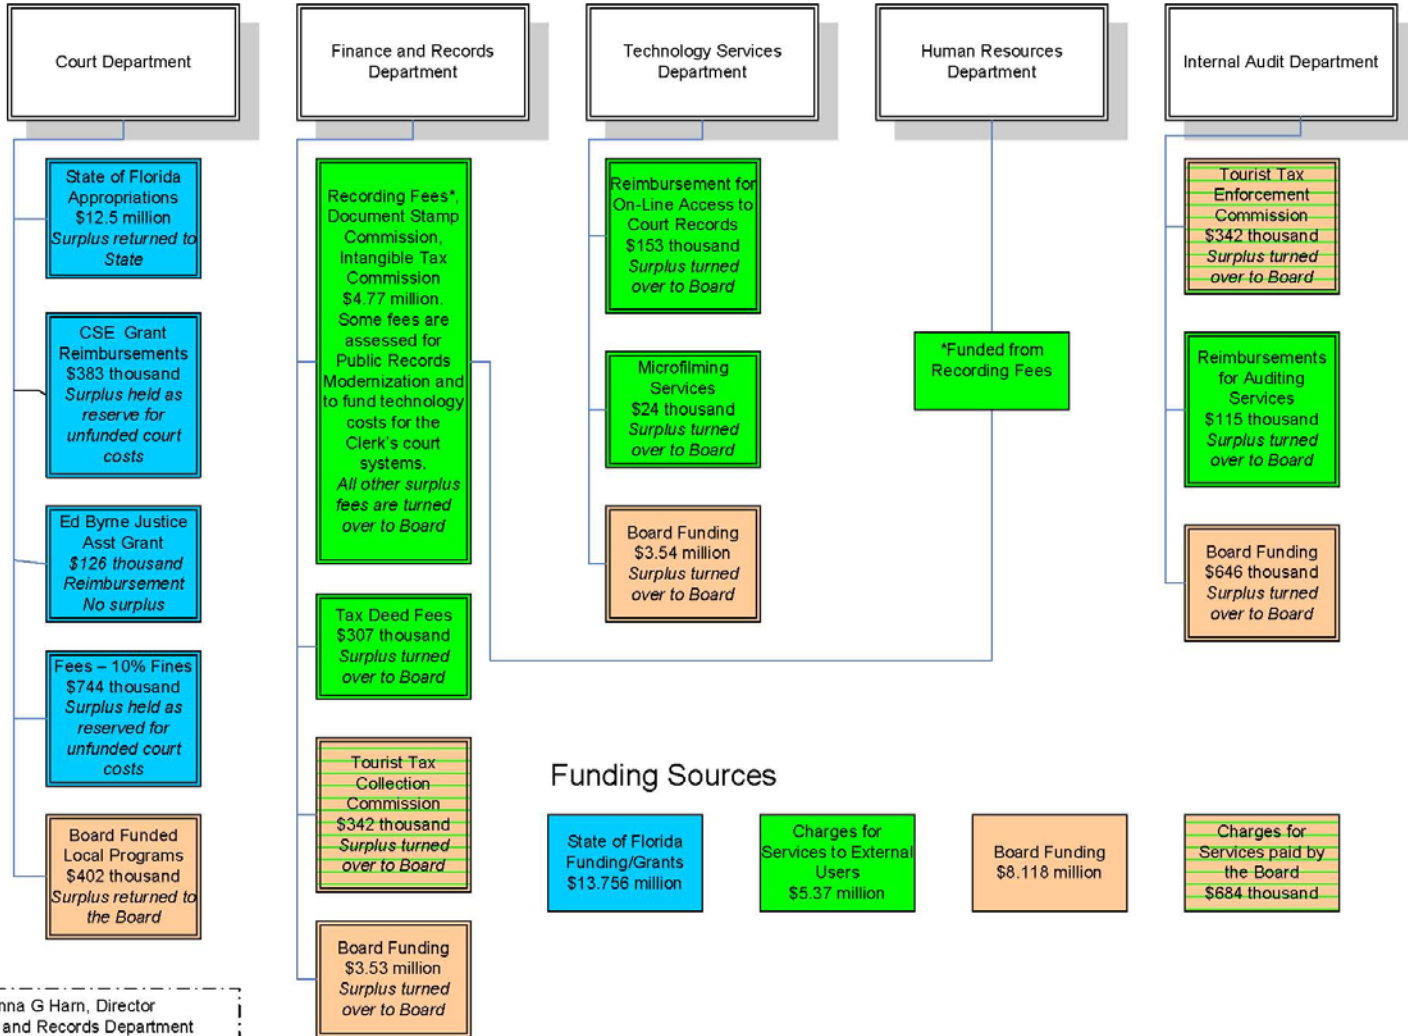 Court Department
State of Florida
Appropriations
$12.5 million
Surplus returned to
State
CSE Grant
Reimbursements
$383 thousand
Surplus held as
reserve for
unfunded court
costs
Ed Byrne Justice
Asst Grant
$126 thousand
Reimbursement
No surplus
Fees – 10% Fines
$744 thousand
Surplus held as
reserved for
unfunded court
costs
Board Funded
Local Programs
$402 thousand
Surplus returned to
the Board
Finance and Records
Department
Recording Fees*,
Document Stamp
Commission,
Intangible Tax
Commission
$4.77 million.
Some fees are
assessed for
Public Records
Modernization and
to fund technology
costs for the
Clerk's court
systems.
All other surplus
fees are turned
over to Board
Tax Deed Fees
$307 thousand
Surplus turned
over to Board
Tourist Tax
Collection
Commission
$342 thousand
Surplus turned
over to Board
Board Funding
$3.53 million
Surplus turned
over to Board
Technology Services
Department
Reimbursement for
On-Line Access to
Court Records
$153 thousand
Surplus turned
over to Board
Microfilming
Services
$24 thousand
Surplus turned
over to Board
Board Funding
$3.54 million
Surplus turned
over to Board
Human Resources
Department
*Funded from
Recording Fees
Internal Audit Department
Tourist Tax
Enforcement
Commission
$342 thousand
Surplus turned
over to Board
Reimbursements
for Auditing
Services
$115 thousand
Surplus turned
over to Board
Board Funding
$646 thousand
Surplus turned
over to Board
Funding Sources
State of Florida
Funding/Grants
$13.756 million
Charges for
Services to External
Users
$5.37 million
Board Funding
$8.118 million
Charges for
Services paid by
the Board
$684 thousand
nna G Harn, Director
and Records Department